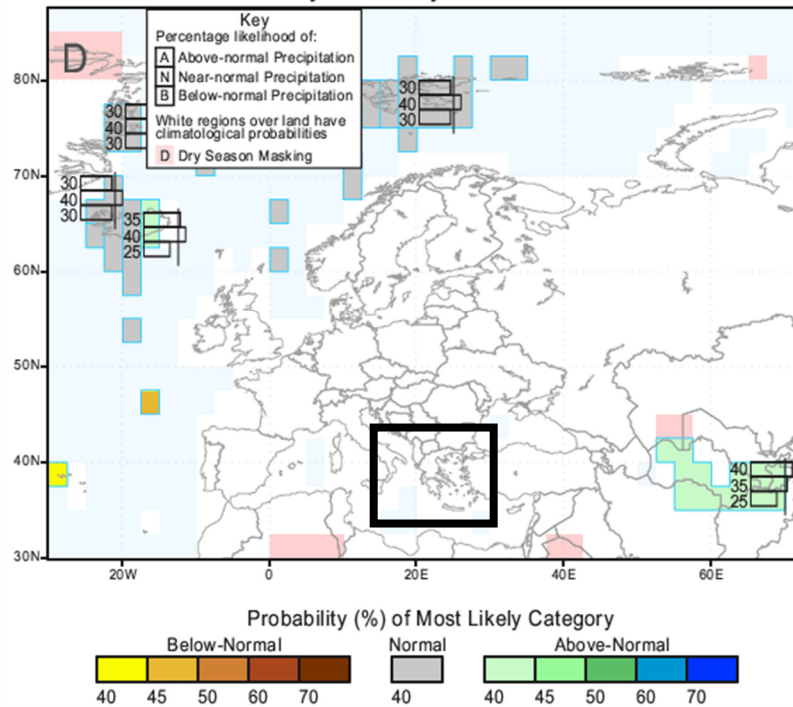 Key
Percentage likelihood of:
A Above-normal Precipitation
N Near-normal Precipitation
B Below-normal Precipitation
White regions over land have
climatological probabilities
D Dry Season Masking
D
80N
70N
60N
50N
40N
30N
30
40
30
30
40
30
30
40
30
35
40
25
40
35
25
20W 0 20E 40E 60E
Probability (%) of Most Likely Category
Below-Normal Normal Above-Normal
40 45 50 60 70 40 40 45 50 60 70